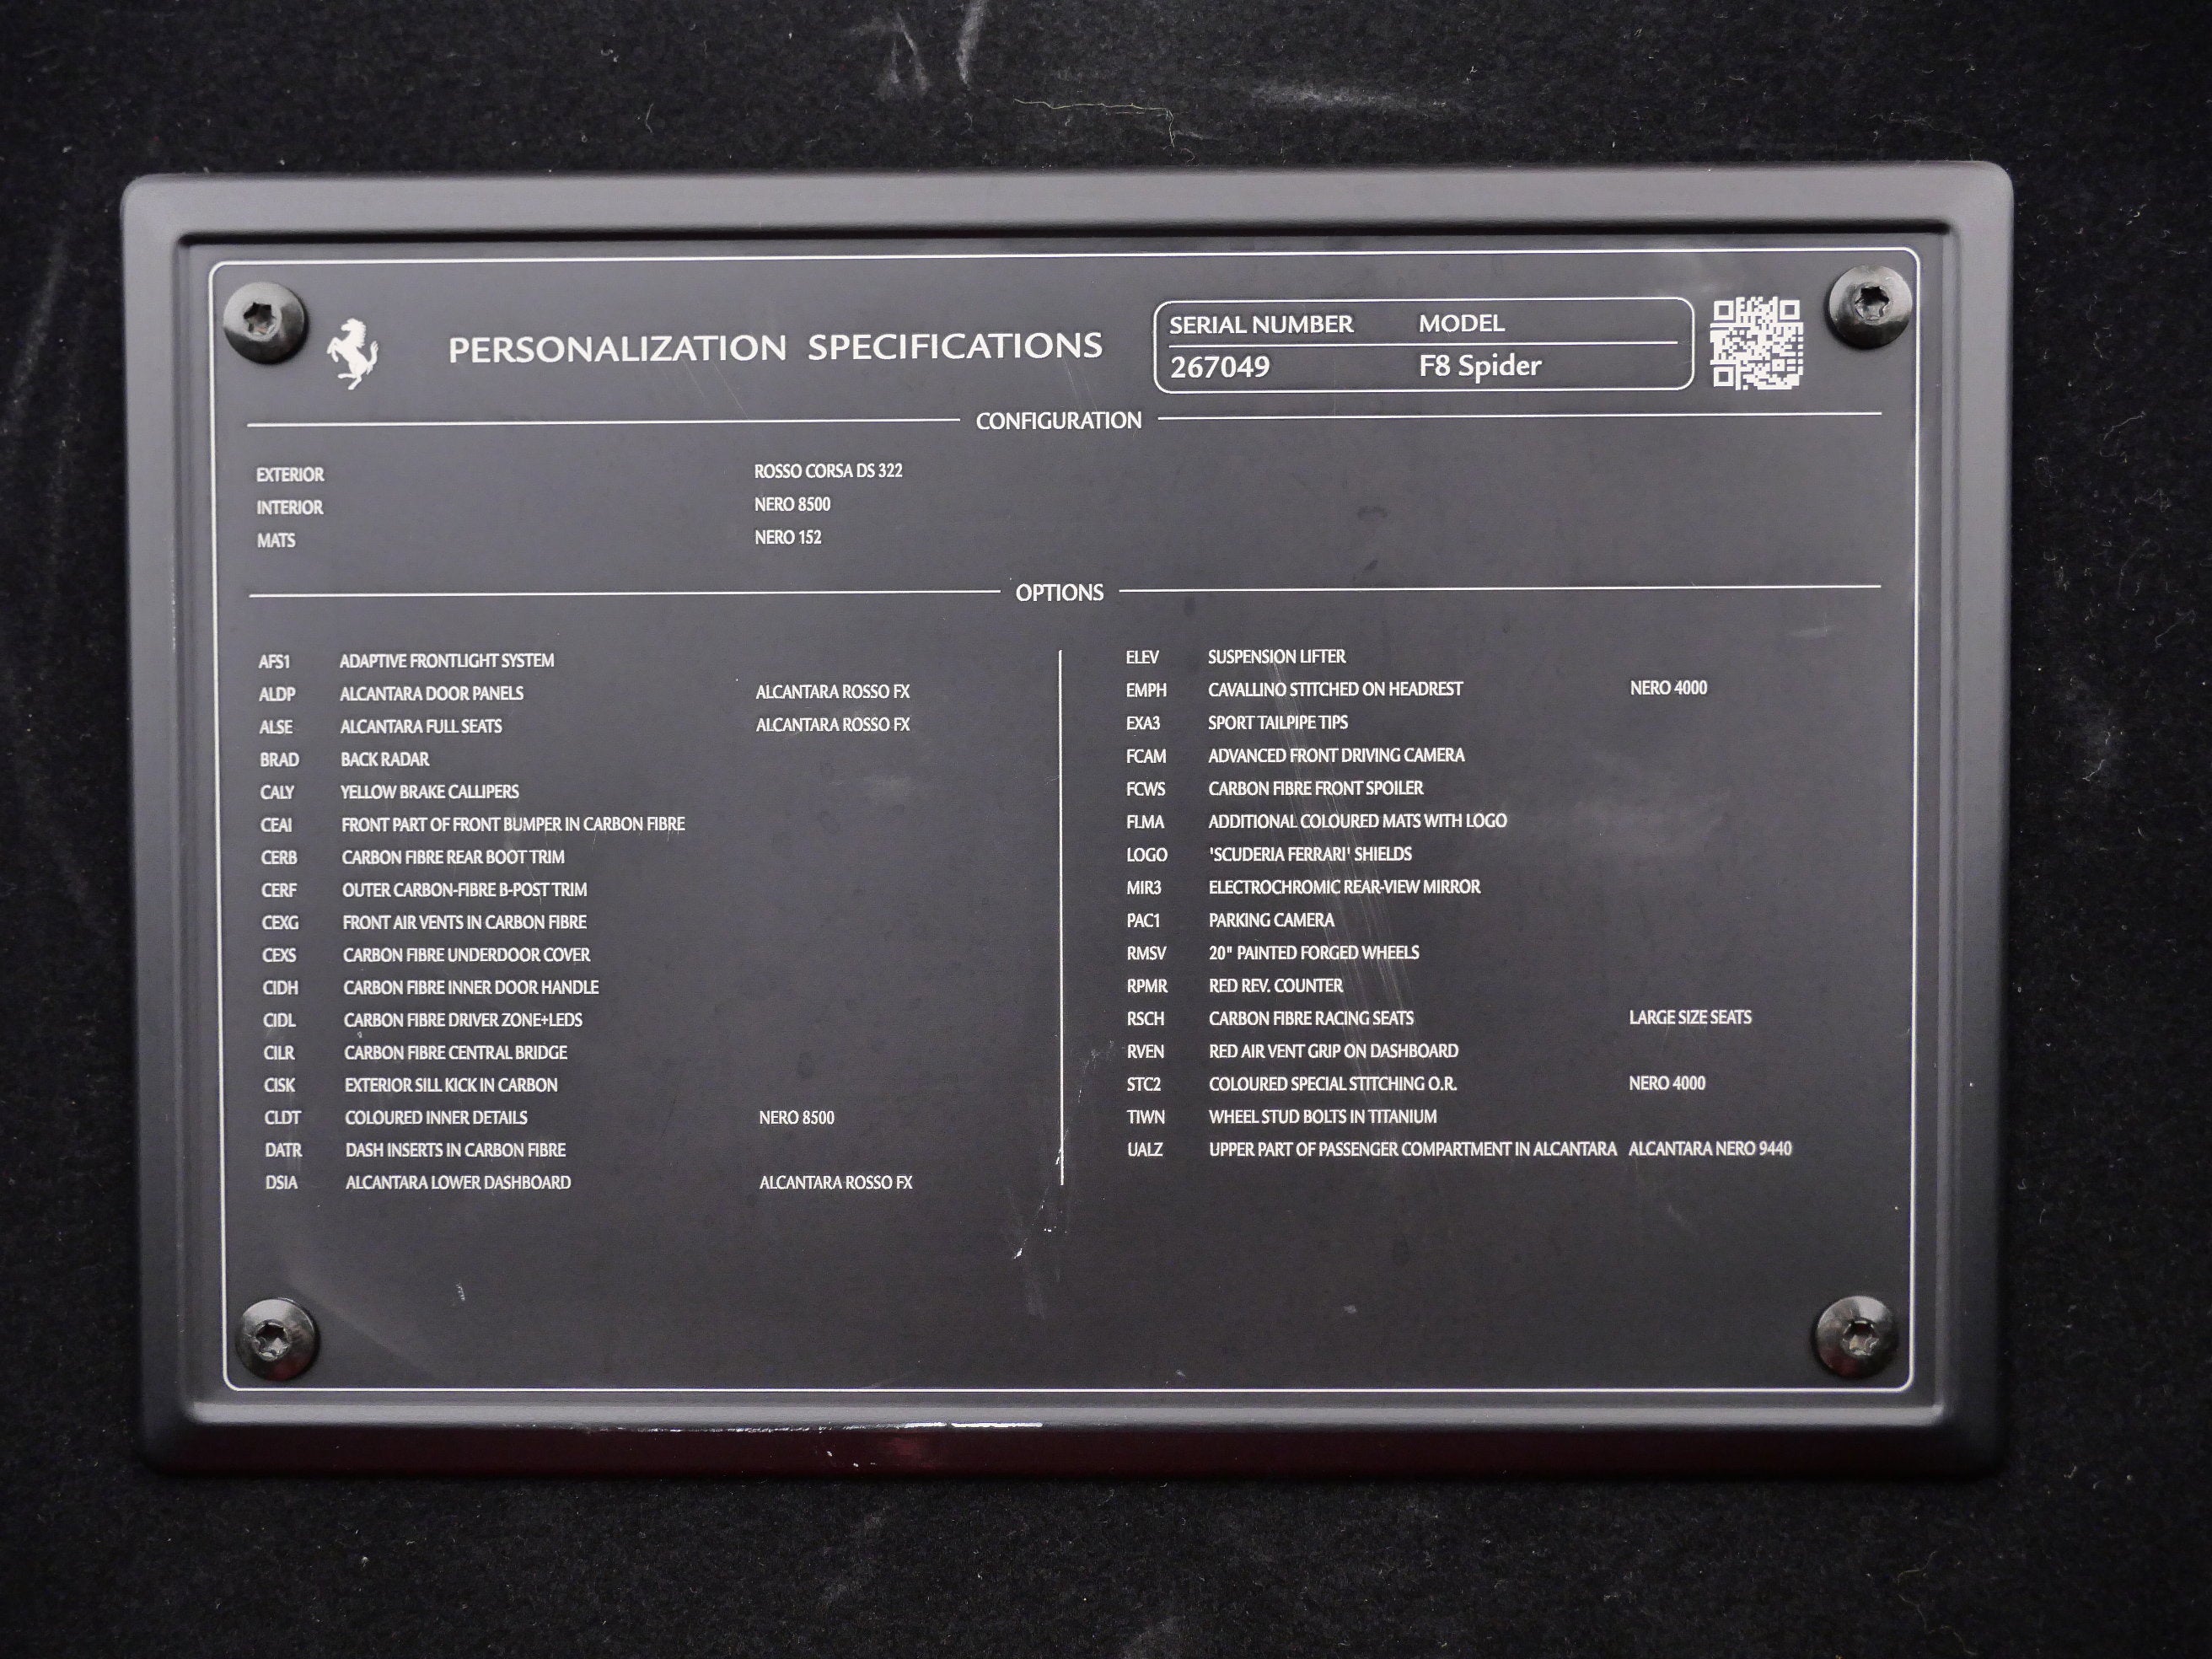 PERSONALIZATION SPECIFICATIONS
SERIAL NUMBER MODEL
267049 F8 Spider
CONFIGURATION
EXTERIOR ROSSO CORSA DS 322
INTERIOR NERO 8500
MATS NERO 152
OPTIONS
AFS1 ADAPTIVE FRONTLIGHT SYSTEM
ALDP ALCANTARA DOOR PANELS ALCANTARA ROSSO FX
ALSE ALCANTARA FULL SEATS ALCANTARA ROSSO FX
BRAD BACK RADAR
CALY YELLOW BRAKE CALLIPERS
CEAI FRONT PART OF FRONT BUMPER IN CARBON FIBRE
CERB CARBON FIBRE REAR BOOT TRIM
CERF OUTER CARBON-FIBRE B-POST TRIM
CEXG FRONT AIR VENTS IN CARBON FIBRE
CEXS CARBON FIBRE UNDERDOOR COVER
CIDH CARBON FIBRE INNER DOOR HANDLE
CIDL CARBON FIBRE DRIVER ZONE+LEDS
CILR CARBON FIBRE CENTRAL BRIDGE
CISK EXTERIOR SILL KICK IN CARBON
CLDT COLOURED INNER DETAILS NERO 8500
DATR DASH INSERTS IN CARBON FIBRE
DSIA ALCANTARA LOWER DASHBOARD ALCANTARA ROSSO FX
ELEV SUSPENSION LIFTER
EMPH CAVALLINO STITCHED ON HEADREST NERO 4000
EXA3 SPORT TAILPIPE TIPS
FCAM ADVANCED FRONT DRIVING CAMERA
FCWS CARBON FIBRE FRONT SPOILER
FLMA ADDITIONAL COLOURED MATS WITH LOGO
LOGO 'SCUDERIA FERRARI' SHIELDS
MIR3 ELECTROCHROMIC REAR-VIEW MIRROR
PAC1 PARKING CAMERA
RMSV 20" PAINTED FORGED WHEELS
RPMR RED REV. COUNTER
RSCH CARBON FIBRE RACING SEATS LARGE SIZE SEATS
RVEN RED AIR VENT GRIP ON DASHBOARD
STC2 COLOURED SPECIAL STITCHING O.R. NERO 4000
TIWN WHEEL STUD BOLTS IN TITANIUM
UALZ UPPER PART OF PASSENGER COMPARTMENT IN ALCANTARA ALCANTARA NERO 9440